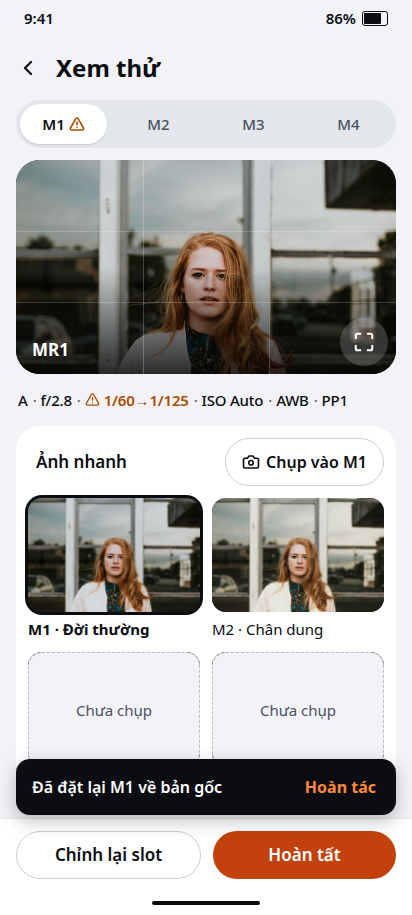 9:41
86%
Xem thử
M1
M2
M3
M4
MR1
A · f/2.8 · 1/60→1/125 · ISO Auto · AWB · PP1
Ảnh nhanh
Chụp vào M1
M1 · Đời thường
M2 · Chân dung
Chưa chụp
Chưa chụp
Đã đặt lại M1 về bản gốc
Hoàn tác
Chỉnh lại slot
Hoàn tất